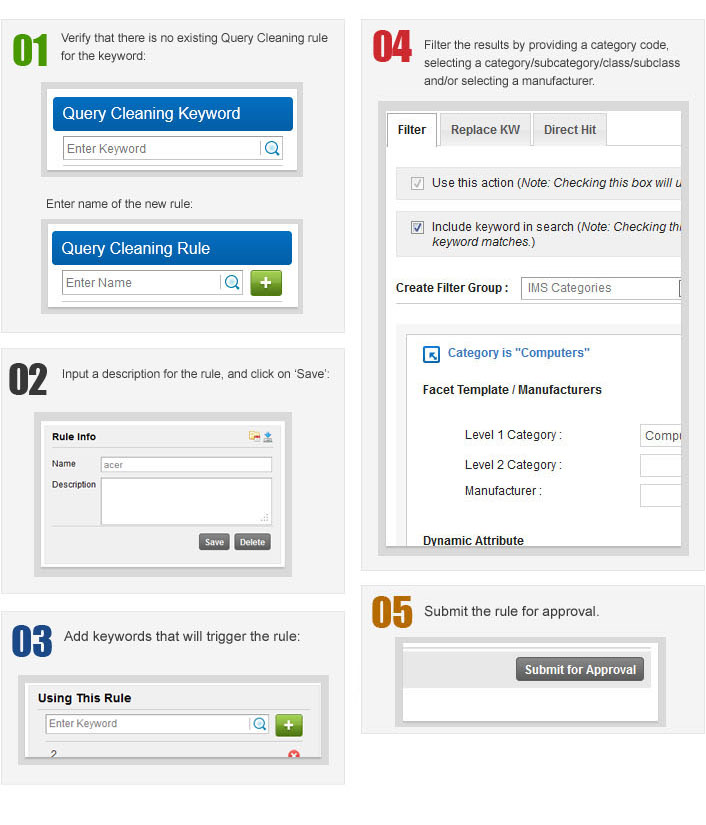 01
Verify that there is no existing Query Cleaning rule
for the keyword:
Query Cleaning Keyword
Enter Keyword
Enter name of the new rule:
Query Cleaning Rule
Enter Name
02
Input a description for the rule, and click on ‘Save’:
Rule Info
Name
acer
Description
Save Delete
03
Add keywords that will trigger the rule:
Using This Rule
Enter Keyword
2
04
Filter the results by providing a category code,
selecting a category/subcategory/class/subclass
and/or selecting a manufacturer.
Filter Replace KW Direct Hit
Use this action (Note: Checking this box will u
Include keyword in search (Note: Checking thi
keyword matches.)
Create Filter Group : IMS Categories
Category is "Computers"
Facet Template / Manufacturers
Level 1 Category : Compu
Level 2 Category :
Manufacturer :
Dynamic Attribute
05
Submit the rule for approval.
Submit for Approval